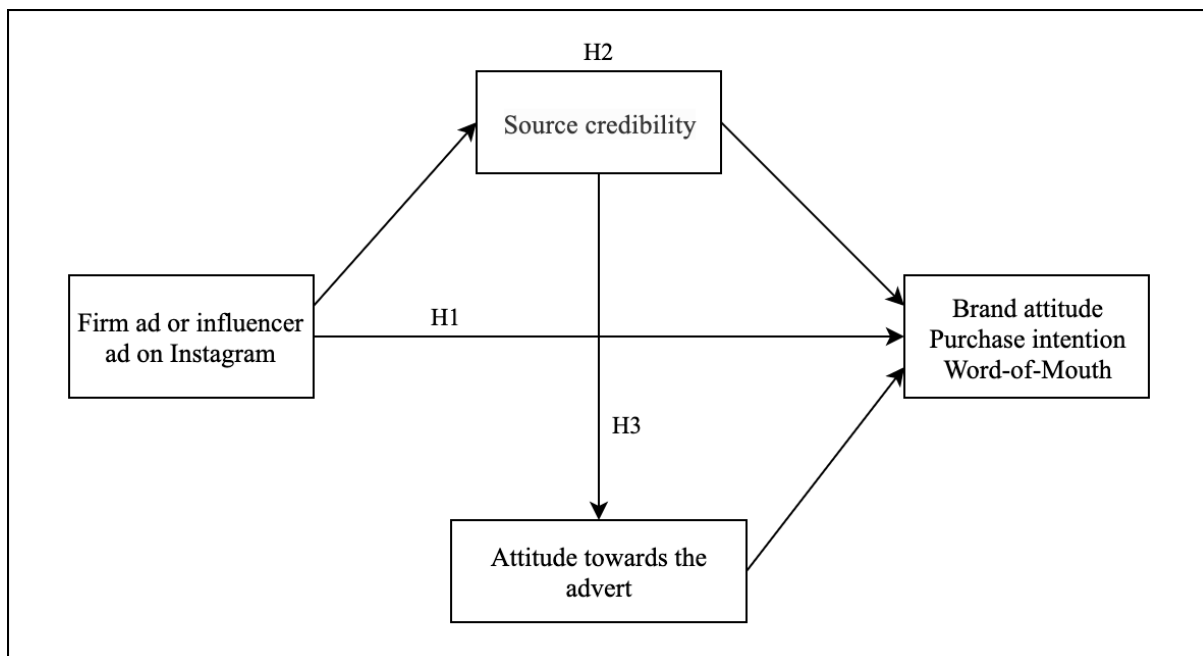 H2
Source credibility
Firm ad or influencer
ad on Instagram
H1
Brand attitude
Purchase intention
Word-of-Mouth
H3
Attitude towards the
advert